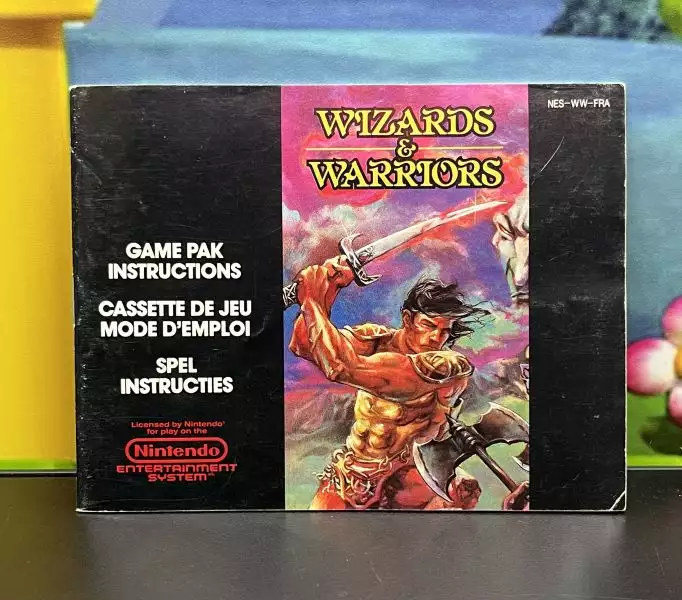 NES-WW-FRA
WIZARDS
&
WARRIORS
GAME PAK
INSTRUCTIONS
CASSETTE DE JEU
MODE D'EMPLOI
SPEL
INSTRUCTIES
Licensed by Nintendo®
for play on the
Nintendo
ENTERTAINMENT
SYSTEM